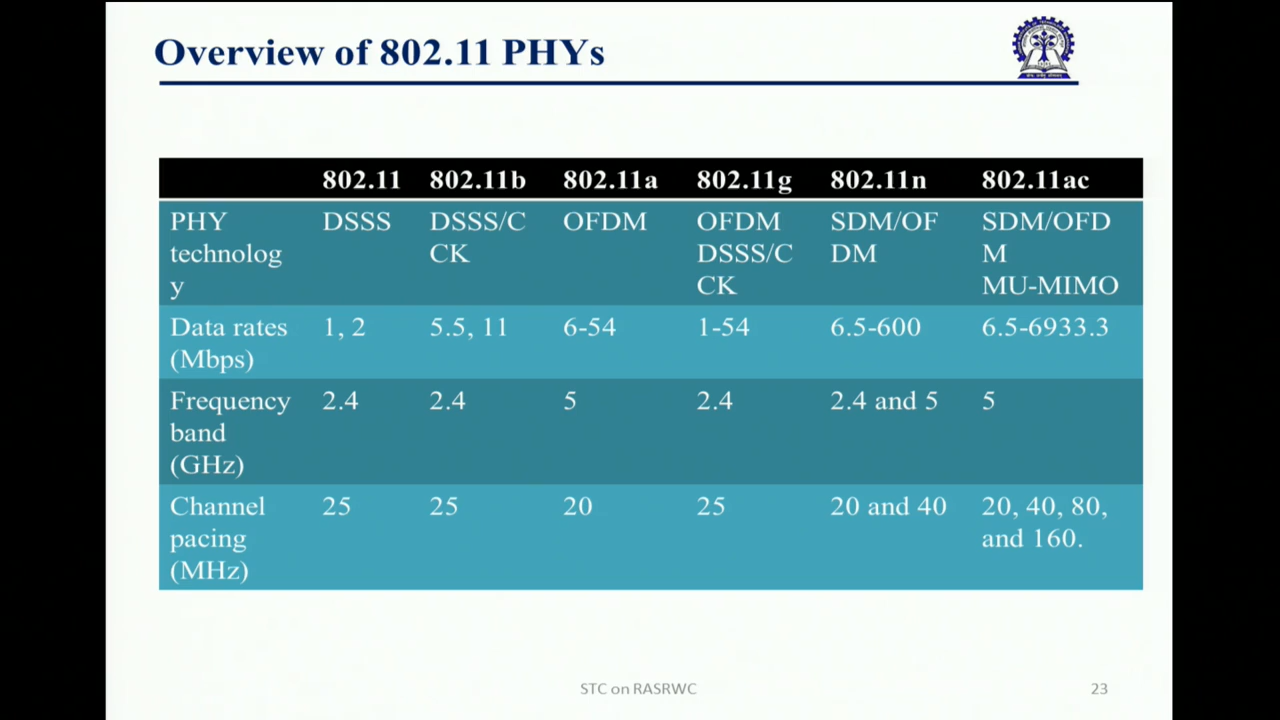 Overview of 802.11 PHYs
802.11 802.11b 802.11a 802.11g 802.11n 802.11ac
PHY technolog y DSSS DSSS/C CK OFDM OFDM DSSS/C CK SDM/OF DM SDM/OFD M MU-MIMO
Data rates (Mbps) 1, 2 5.5, 11 6-54 1-54 6.5-600 6.5-6933.3
Frequency band (GHz) 2.4 2.4 5 2.4 2.4 and 5 5
Channel pacing (MHz) 25 25 20 25 20 and 40 20, 40, 80, and 160.
STC on RASRWC 23